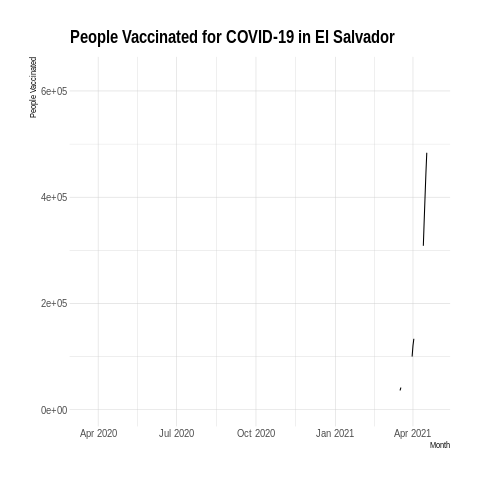 People Vaccinated for COVID-19 in El Salvador
People Vaccinated
6e+05
4e+05
2e+05
0e+00
Apr 2020 Jul 2020 Oct 2020 Jan 2021 Apr 2021
Month